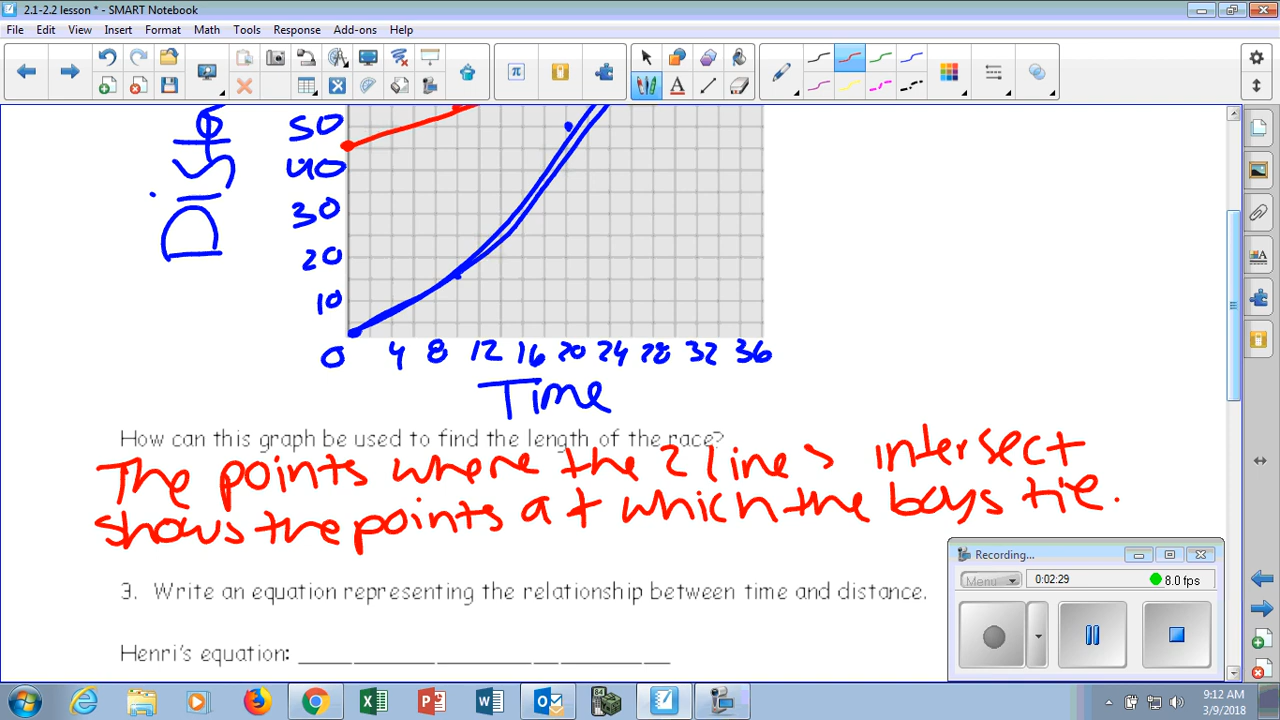 2.1-2.2 lesson * - SMART Notebook
File Edit View Insert Format Math Tools Response Add-ons Help
Dist
50
40
30
20
10
0 4 8 12 16 20 24 28 32 36
Time
How can this graph be used to find the length of the race?
The points where the 2 lines intersect
shows the points at which the boys tie.
3. Write an equation representing the relationship between time and distance.
Henri's equation: ____________________
Recording...
Menu 0:02:29 8.0 fps
9:12 AM
3/9/2018